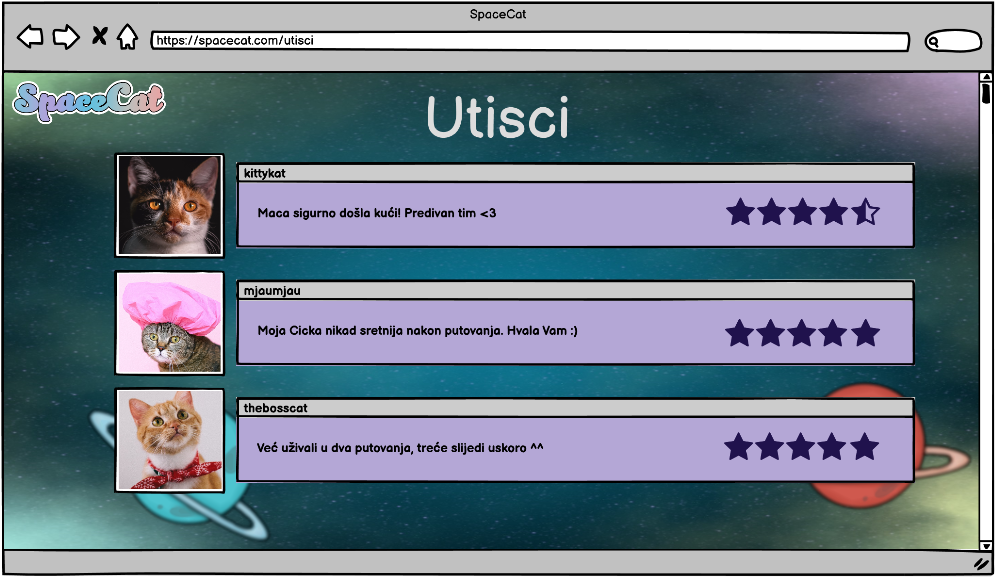 SpaceCat
https://spacecat.com/utisci
SpaceCat
Utisci
kittykat
Maca sigurno došla kući! Predivan tim <3
mjaumjau
Moja Cicka nikad sretnija nakon putovanja. Hvala Vam :)
thebosscat
Već uživali u dva putovanja, treće slijedi uskoro ^^